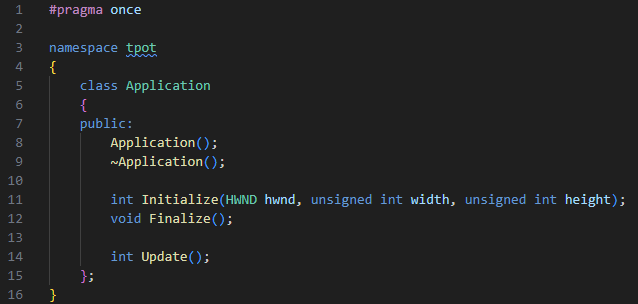 1 #pragma once
2
3 namespace tpot
4 {
5     class Application
6     {
7     public:
8         Application();
9         ~Application();
10
11         int Initialize(HWND hwnd, unsigned int width, unsigned int height);
12         void Finalize();
13
14         int Update();
15     };
16 }